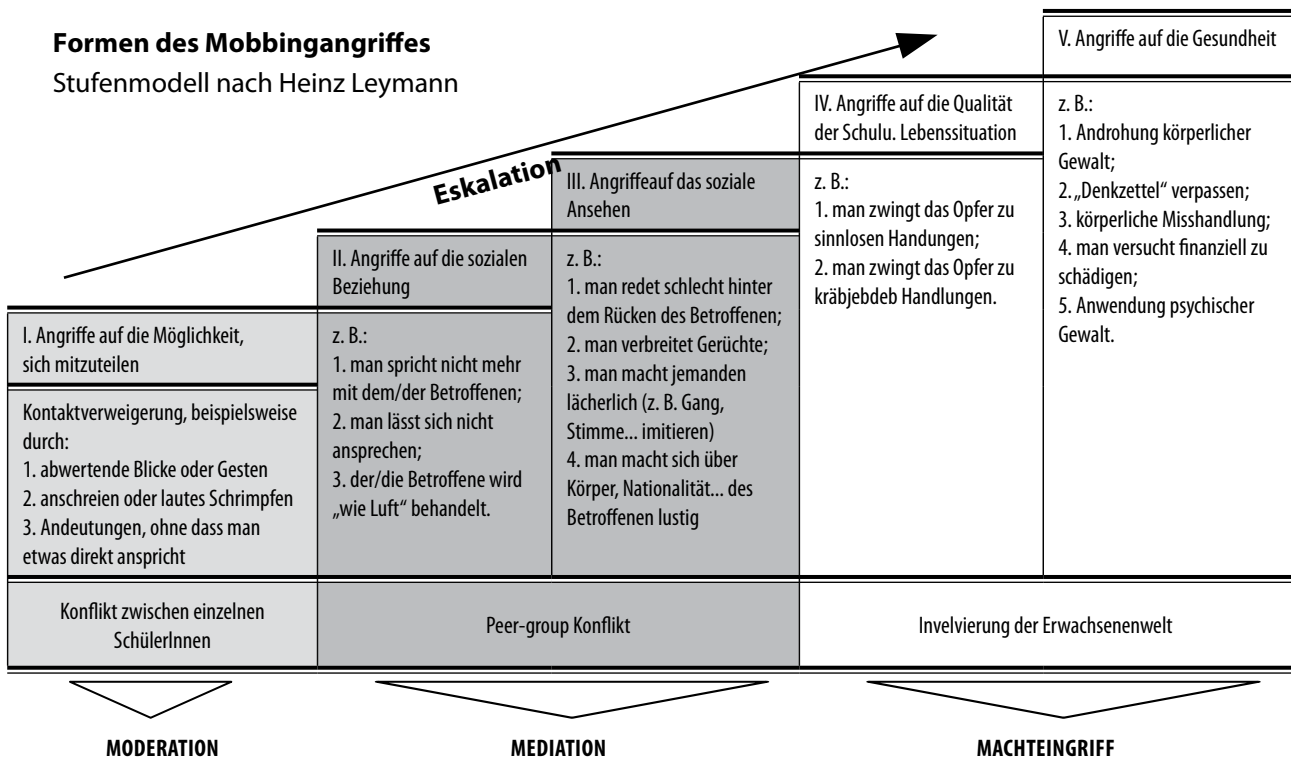 Formen des Mobbingangriffes
Stufenmodell nach Heinz Leymann
Eskalation
I. Angriffe auf die Möglichkeit,
sich mitzuteilen
Kontaktverweigerung, beispielsweise
durch:
1. abwertende Blicke oder Gesten
2. anschreien oder lautes Schrimpfen
3. Andeutungen, ohne dass man
etwas direkt anspricht
Konflikt zwischen einzelnen
SchülerInnen
MODERATION
II. Angriffe auf die sozialen
Beziehung
z. B.:
1. man spricht nicht mehr
mit dem/der Betroffenen;
2. man lässt sich nicht
ansprechen;
3. der/die Betroffene wird
„wie Luft“ behandelt.
III. Angriffeauf das soziale
Ansehen
z. B.:
1. man redet schlecht hinter
dem Rücken des Betroffenen;
2. man verbreitet Gerüchte;
3. man macht jemanden
lächerlich (z. B. Gang,
Stimme... imitieren)
4. man macht sich über
Körper, Nationalität... des
Betroffenen lustig
Peer-group Konflikt
MEDIATION
IV. Angriffe auf die Qualität
der Schulu. Lebenssituation
z. B.:
1. man zwingt das Opfer zu
sinnlosen Handungen;
2. man zwingt das Opfer zu
kräbjebdeb Handlungen.
V. Angriffe auf die Gesundheit
z. B.:
1. Androhung körperlicher
Gewalt;
2. „Denkzettel“ verpassen;
3. körperliche Misshandlung;
4. man versucht finanziell zu
schädigen;
5. Anwendung psychischer
Gewalt.
Invelvierung der Erwachsenenwelt
MACHTEINGRIFF